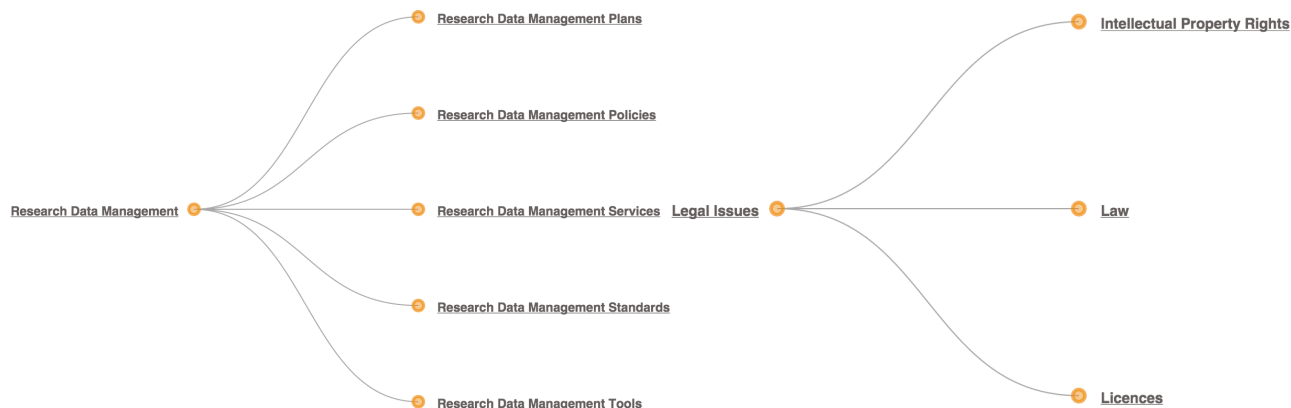 Research Data Management
Research Data Management Plans
Research Data Management Policies
Research Data Management Services
Research Data Management Standards
Research Data Management Tools
Legal Issues
Intellectual Property Rights
Law
Licences